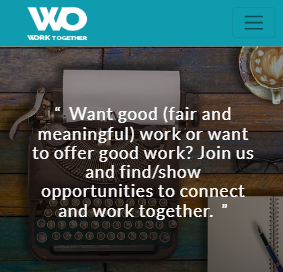 WO
WORK TOGETHER
“ Want good (fair and
meaningful) work or want
to offer good work? Join us
and find/show
opportunities to connect
and work together. ”